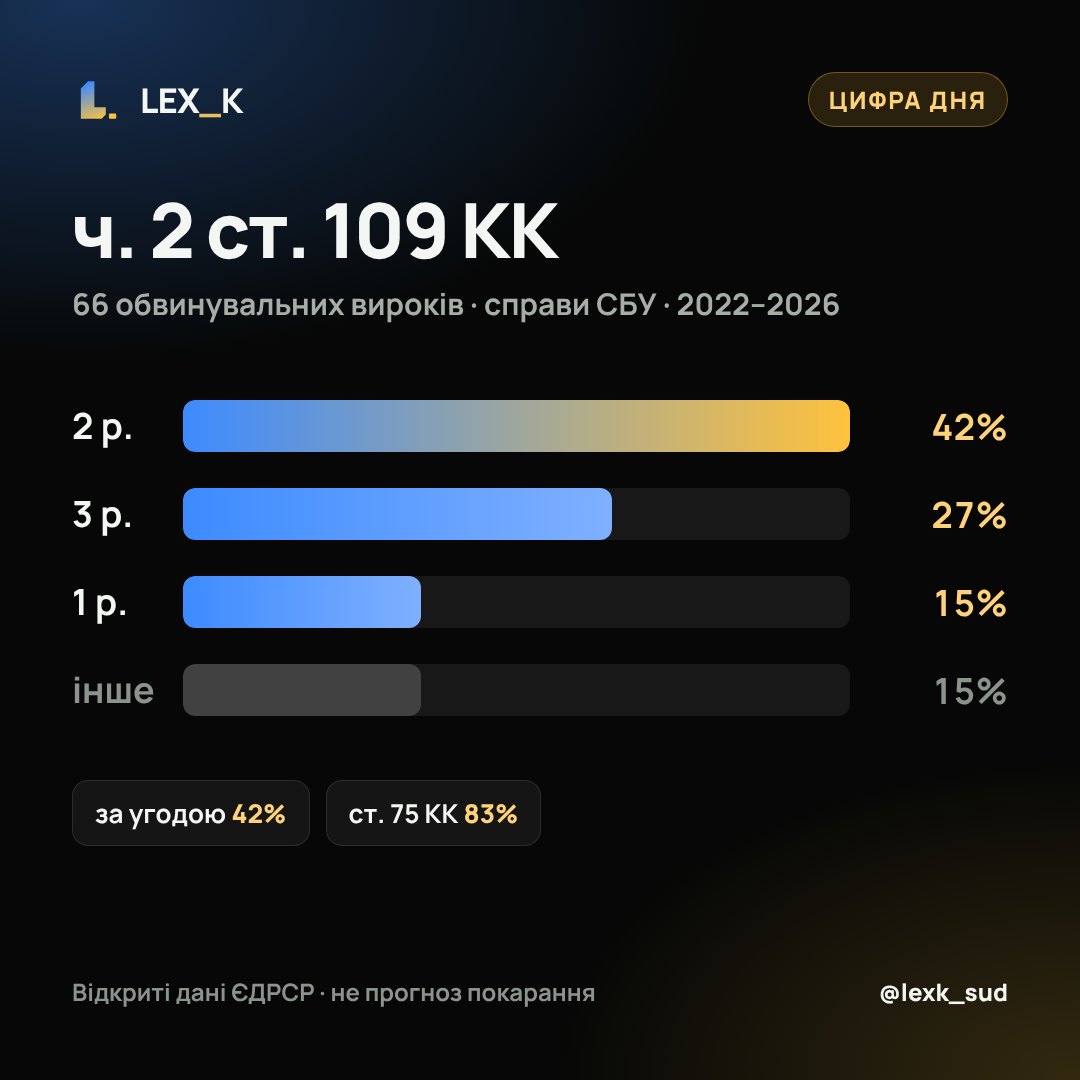 LEX_K
ЦИФРА ДНЯ
ч. 2 ст. 109 КК
66 обвинувальних вироків · справи СБУ · 2022–2026
2 р. 42%
3 р. 27%
1 р. 15%
інше 15%
за угодою 42%
ст. 75 КК 83%
Відкриті дані ЄДРСР · не прогноз покарання
@lexk_sud